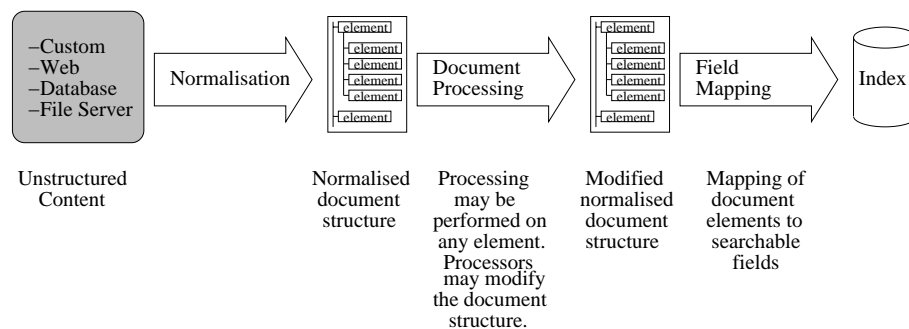 –Custom
–Web
–Database
–File Server
Normalisation
element
element
element
element
element
element
Document
Processing
element
element
element
element
element
element
Field
Mapping
Index
Unstructured
Content
Normalised
document
structure
Processing
may be
performed on
any element.
Processors
may modify
the document
structure.
Modified
normalised
document
structure
Mapping of
document
elements to
searchable
fields